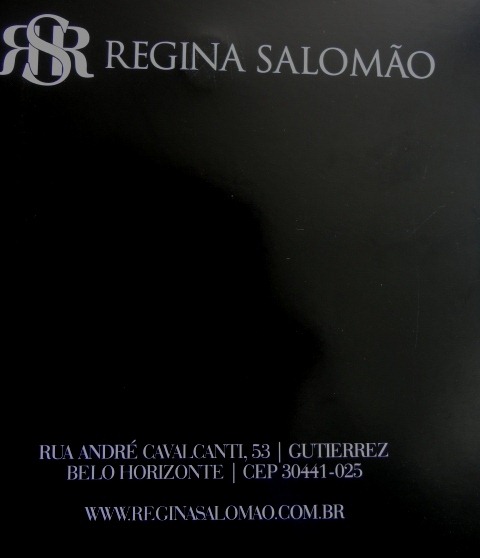 RSR REGINA SALOMÃO
RUA ANDRÉ CAVALCANTI, 53 | GUTIERREZ
BELO HORIZONTE | CEP 30441-025
WWW.REGINASALOMAO.COM.BR